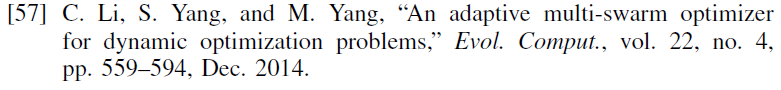 [57] C. Li, S. Yang, and M. Yang, “An adaptive multi-swarm optimizer
for dynamic optimization problems,” Evol. Comput., vol. 22, no. 4,
pp. 559–594, Dec. 2014.